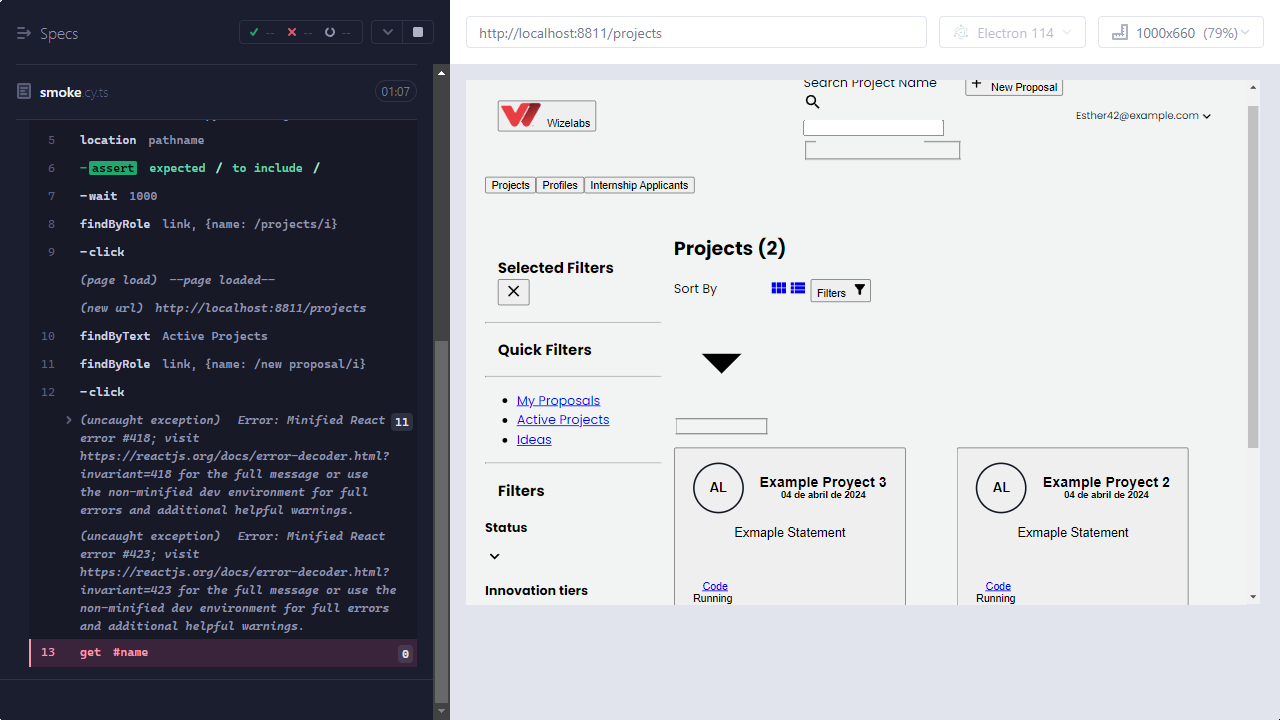 Specs
--
--
--
smoke cy.ts
01:07
5 location pathname
6 -assert expected / to include /
7 -wait 1000
8 findByRole link, {name: /projects/i}
9 -click
(page load) --page loaded--
(new url) http://localhost:8811/projects
10 findByText Active Projects
11 findByRole link, {name: /new proposal/i}
12 -click
(uncaught exception) Error: Minified React 11
error #418; visit
https://reactjs.org/docs/error-decoder.html?
invariant=418 for the full message or use
the non-minified dev environment for full
errors and additional helpful warnings.
(uncaught exception) Error: Minified React
error #423; visit
https://reactjs.org/docs/error-decoder.html?
invariant=423 for the full message or use the
non-minified dev environment for full errors
and additional helpful warnings.
13 get #name 0
http://localhost:8811/projects
Electron 114
1000x660 (79%)
Wizelabs
Search Project Name
+ New Proposal
Esther42@example.com
Projects Profiles Internship Applicants
Selected Filters
Quick Filters
My Proposals
Active Projects
Ideas
Filters
Status
Innovation tiers
Projects (2)
Sort By
Filters
AL
Example Proyect 3
04 de abril de 2024
Exmaple Statement
Code
Running
AL
Example Proyect 2
04 de abril de 2024
Exmaple Statement
Code
Running